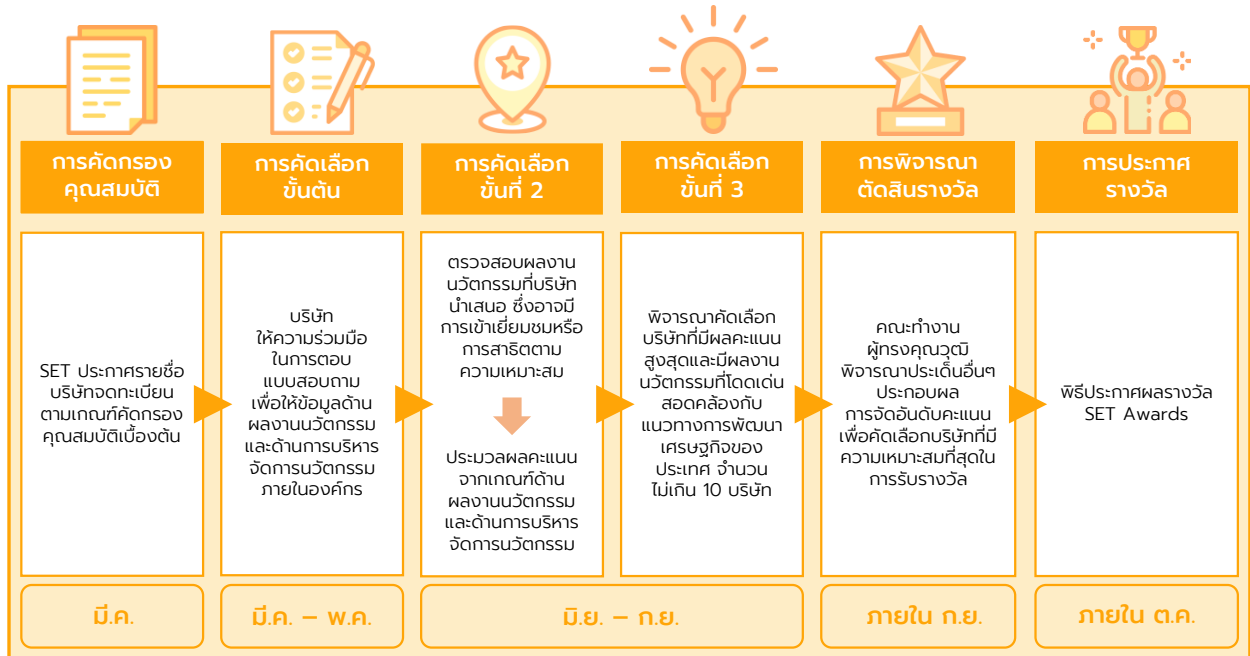 การคัดกรอง
คุณสมบัติ
การคัดเลือก
ขั้นต้น
การคัดเลือก
ขั้นที่ 2
การคัดเลือก
ขั้นที่ 3
การพิจารณา
ตัดสินรางวัล
การประกาศ
รางวัล
SET ประกาศรายชื่อ
บริษัทจดทะเบียน
ตามเกณฑ์คัดกรอง
คุณสมบัติเบื้องต้น
บริษัท
ให้ความร่วมมือ
ในการตอบ
แบบสอบถาม
เพื่อให้ข้อมูลด้าน
ผลงานนวัตกรรม
และด้านการบริหาร
จัดการนวัตกรรม
ภายในองค์กร
ตรวจสอบผลงาน
นวัตกรรมที่บริษัท
นำเสนอ ซึ่งอาจมี
การเข้าเยี่ยมชมหรือ
การสาธิตตาม
ความเหมาะสม
ประมวลผลคะแนน
จากเกณฑ์ด้าน
ผลงานนวัตกรรม
และด้านการบริหาร
จัดการนวัตกรรม
พิจารณาคัดเลือก
บริษัทที่มีผลคะแนน
สูงสุดและมีผลงาน
นวัตกรรมที่โดดเด่น
สอดคล้องกับ
แนวทางการพัฒนา
เศรษฐกิจของ
ประเทศ จำนวน
ไม่เกิน 10 บริษัท
คณะทำงาน
ผู้ทรงคุณวุฒิ
พิจารณาประเด็นอื่นๆ
ประกอบผล
การจัดอันดับคะแนน
เพื่อคัดเลือกบริษัทที่มี
ความเหมาะสมที่สุดใน
การรับรางวัล
พิธีประกาศผลรางวัล
SET Awards
มี.ค.
มี.ค. – พ.ค.
มิ.ย. – ก.ย.
ภายใน ก.ย.
ภายใน ต.ค.